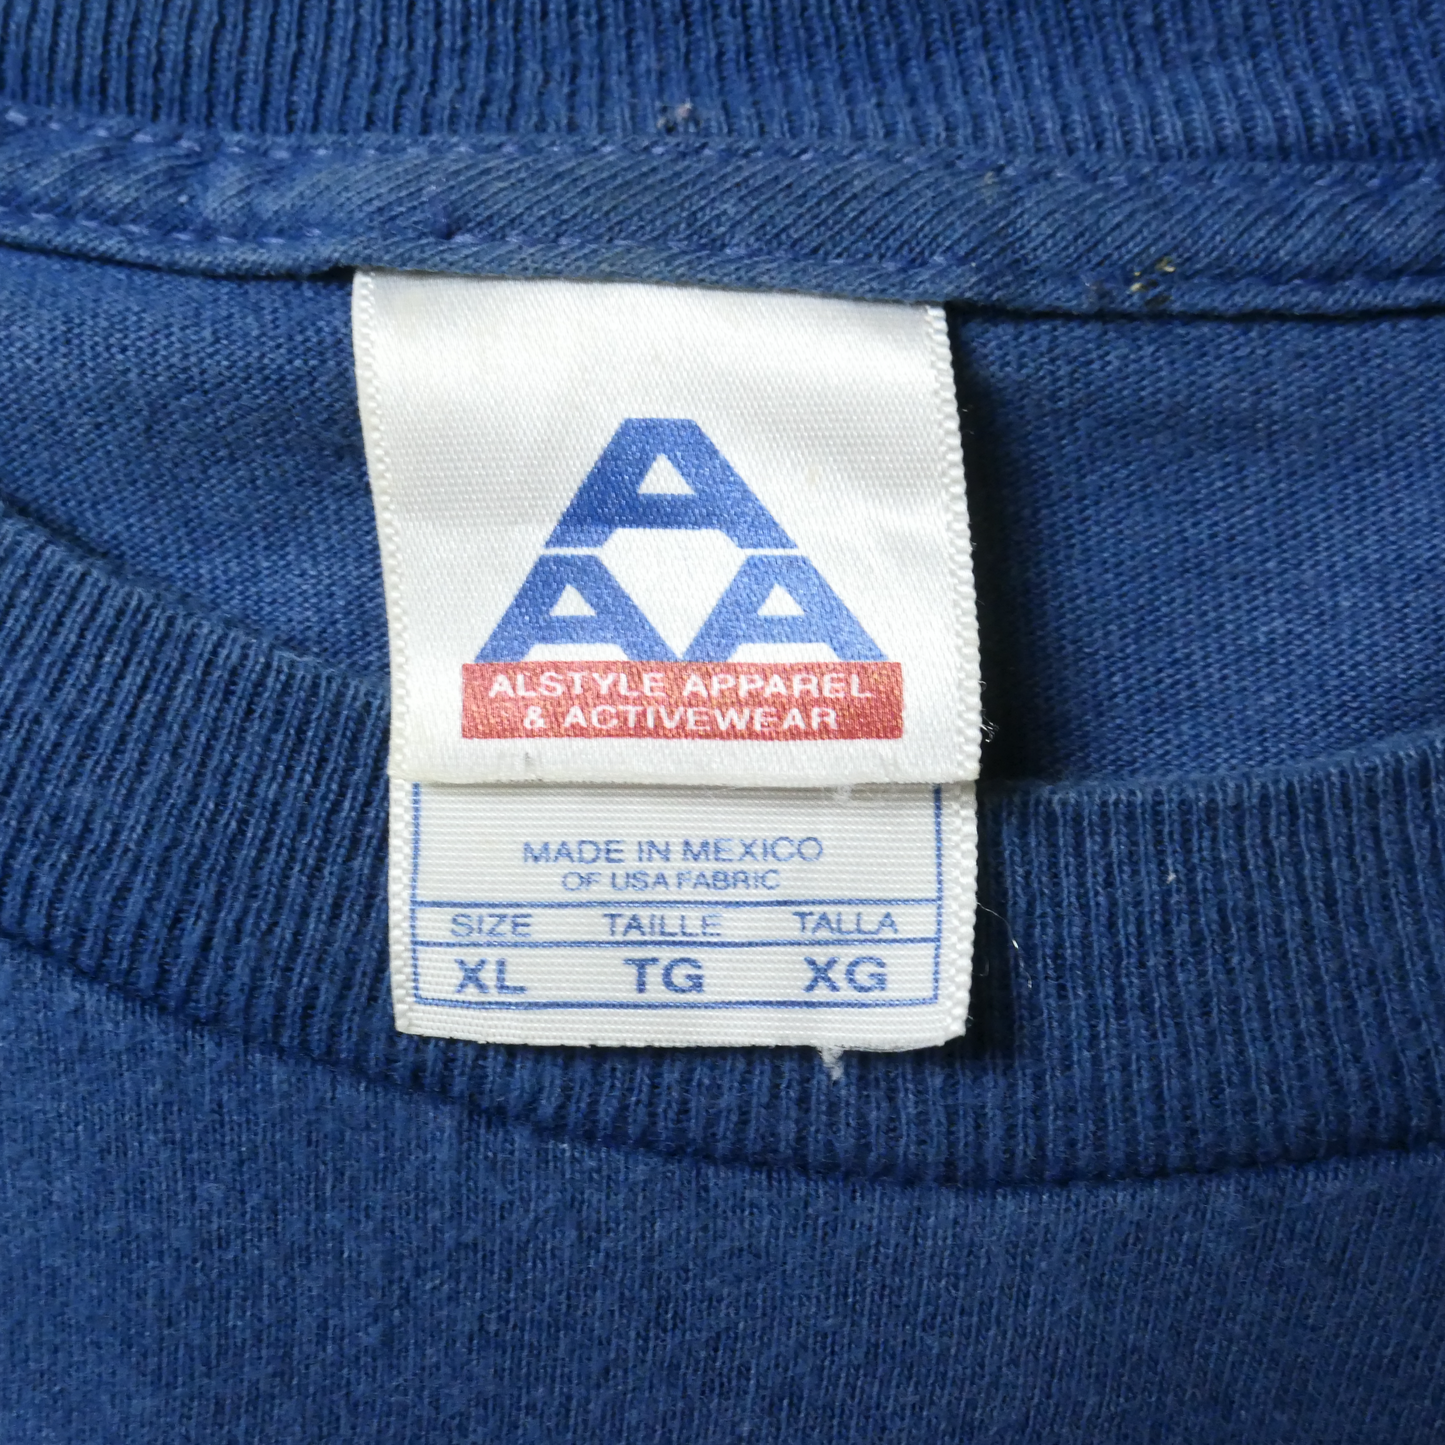 A
A A
ALSTYLE APPAREL
& ACTIVEWEAR
MADE IN MEXICO
OF USA FABRIC
SIZE TAILLE TALLA
XL TG XG